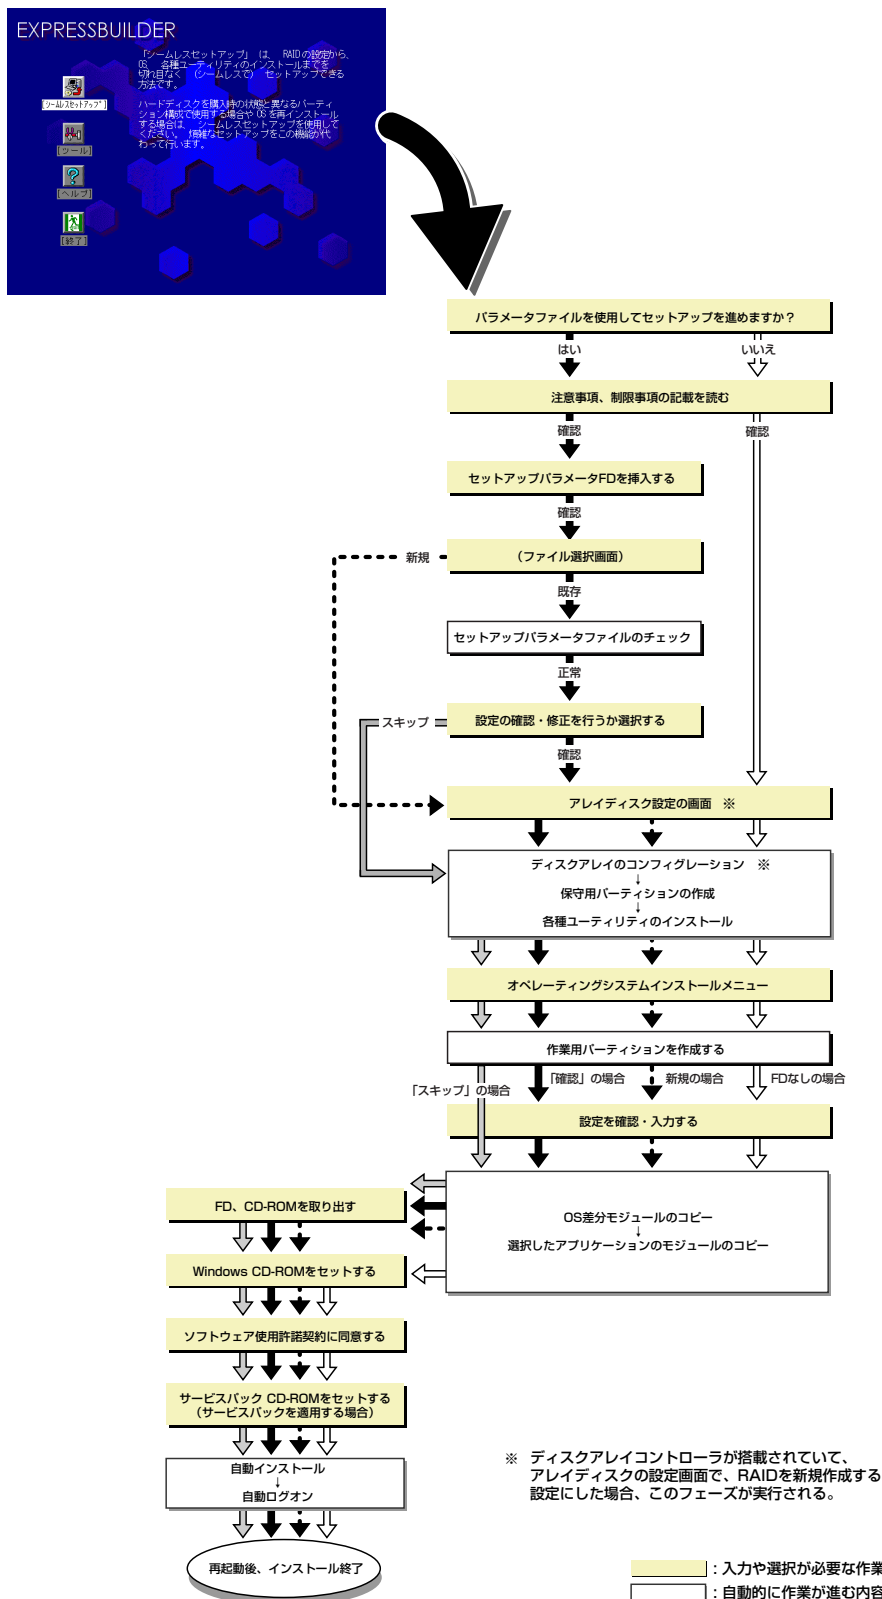 EXPRESSBUILDER
「シームレスセットアップ」 は、 RAIDの設定から、
OS、 各種ユーティリティのインストールまでを
切れ目なく （シームレスで） セットアップできる
方法です。
ハードディスクを購入時の状態と異なるパーティ
ション構成で使用する場合や OSを再インストール
する場合は、 シームレスセットアップを使用して
ください。 煩雑なセットアップをこの機能が代
わって行います。
[シームレスセットアップ]
[ツール]
[ヘルプ]
[終了]
パラメータファイルを使用してセットアップを進めますか？
はい
いいえ
注意事項、制限事項の記載を読む
確認
確認
セットアップパラメータFDを挿入する
確認
新規
（ファイル選択画面）
既存
セットアップパラメータファイルのチェック
正常
スキップ
設定の確認・修正を行うか選択する
確認
アレイディスク設定の画面 ※
ディスクアレイのコンフィグレーション ※
↓
保守用パーティションの作成
↓
各種ユーティリティのインストール
オペレーティングシステムインストールメニュー
作業用パーティションを作成する
「スキップ」の場合
「確認」の場合
新規の場合
FDなしの場合
設定を確認・入力する
OS差分モジュールのコピー
↓
選択したアプリケーションのモジュールのコピー
FD、CD-ROMを取り出す
Windows CD-ROMをセットする
ソフトウェア使用許諾契約に同意する
サービスパック CD-ROMをセットする
（サービスパックを適用する場合）
自動インストール
↓
自動ログオン
再起動後、インストール終了
※ ディスクアレイコントローラが搭載されていて、
アレイディスクの設定画面で、RAIDを新規作成する
設定にした場合、このフェーズが実行される。
：入力や選択が必要な作業
：自動的に作業が進む内容